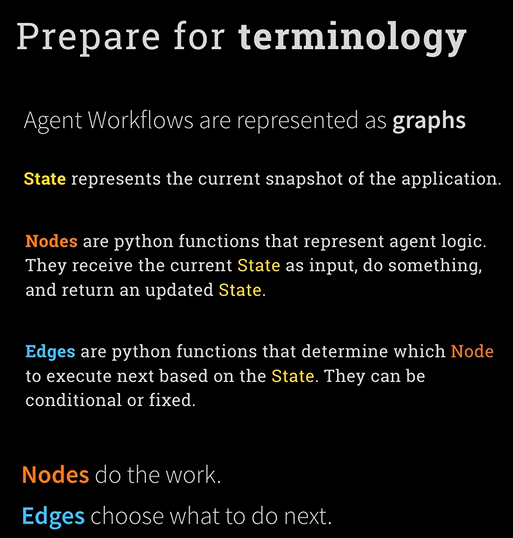 Prepare for terminology
Agent Workflows are represented as graphs
State represents the current snapshot of the application.
Nodes are python functions that represent agent logic.
They receive the current State as input, do something,
and return an updated State.
Edges are python functions that determine which Node
to execute next based on the State. They can be
conditional or fixed.
Nodes do the work.
Edges choose what to do next.